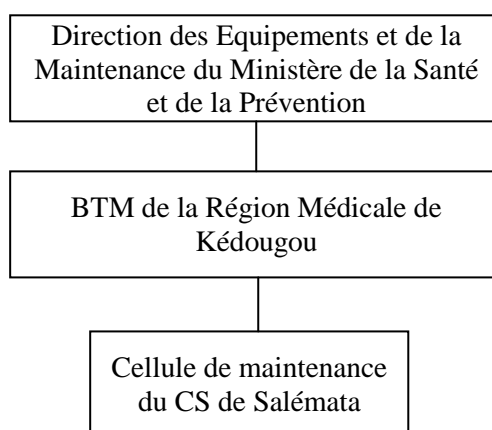 Direction des Equipements et de la
Maintenance du Ministère de la Santé
et de la Prévention
BTM de la Région Médicale de
Kédougou
Cellule de maintenance
du CS de Salémata